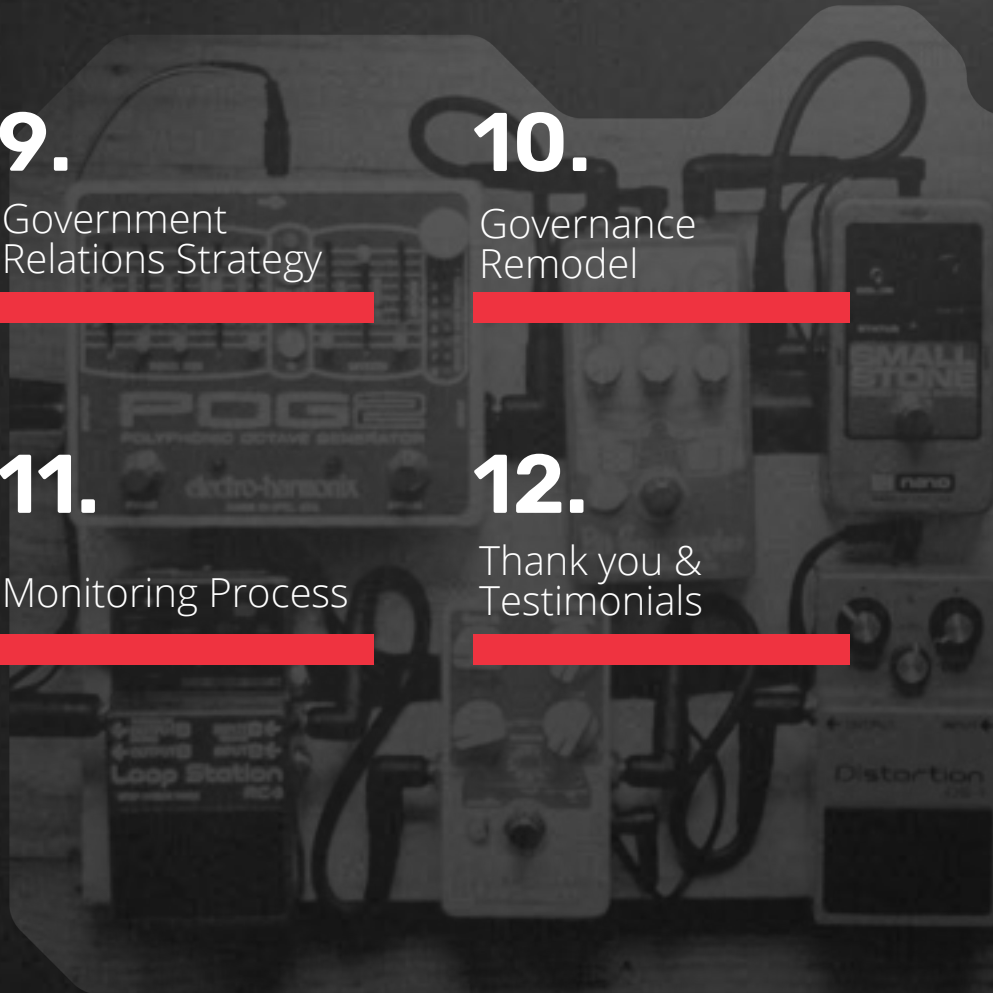 9.
Government
Relations Strategy
10.
Governance
Remodel
11.
Monitoring Process
12.
Thank you &
Testimonials
POG2
POLYPHONIC OCTAVE GENERATOR
electro-harmonix
SMALL
STONE
nano
Loop Station
Distortion